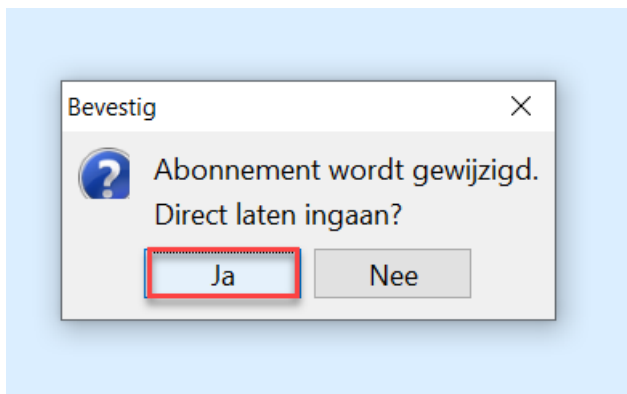 Bevestig
Abonnement wordt gewijzigd.
Direct laten ingaan?
Ja
Nee